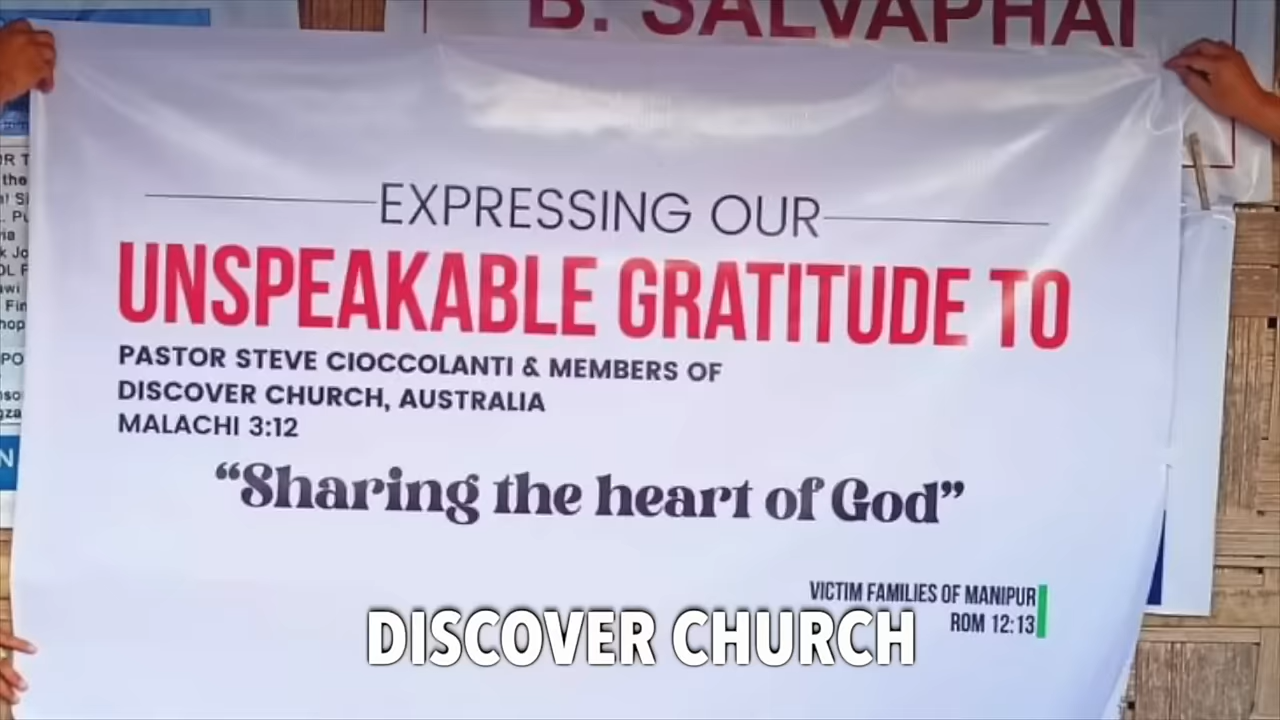 B. SALVAPHAI
EXPRESSING OUR
UNSPEAKABLE GRATITUDE TO
PASTOR STEVE CIOCCOLANTI & MEMBERS OF
DISCOVER CHURCH, AUSTRALIA
MALACHI 3:12
“Sharing the heart of God”
VICTIM FAMILIES OF MANIPUR
ROM 12:13
DISCOVER CHURCH